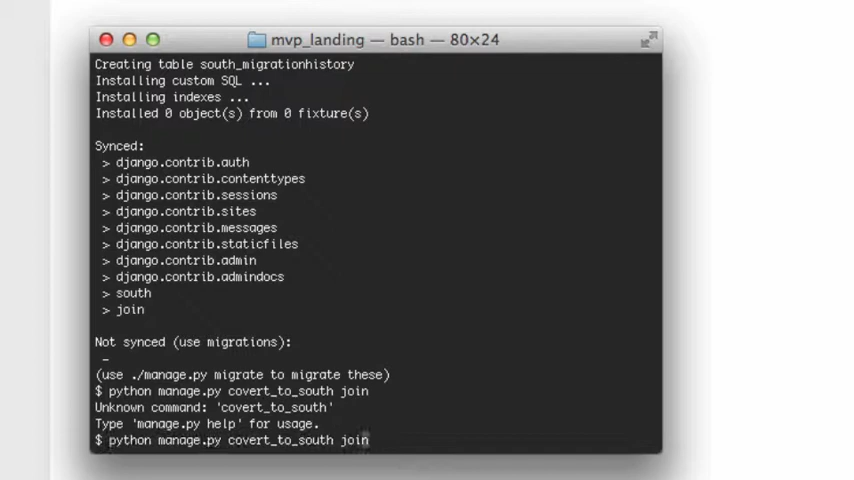 mvp_landing — bash — 80×24
Creating table south_migrationhistory
Installing custom SQL ...
Installing indexes ...
Installed 0 object(s) from 0 fixture(s)
Synced:
> django.contrib.auth
> django.contrib.contenttypes
> django.contrib.sessions
> django.contrib.sites
> django.contrib.messages
> django.contrib.staticfiles
> django.contrib.admin
> django.contrib.admindocs
> south
> join
Not synced (use migrations):
-
(use ./manage.py migrate to migrate these)
$ python manage.py covert_to_south join
Unknown command: 'covert_to_south'
Type 'manage.py help' for usage.
$ python manage.py covert_to_south join